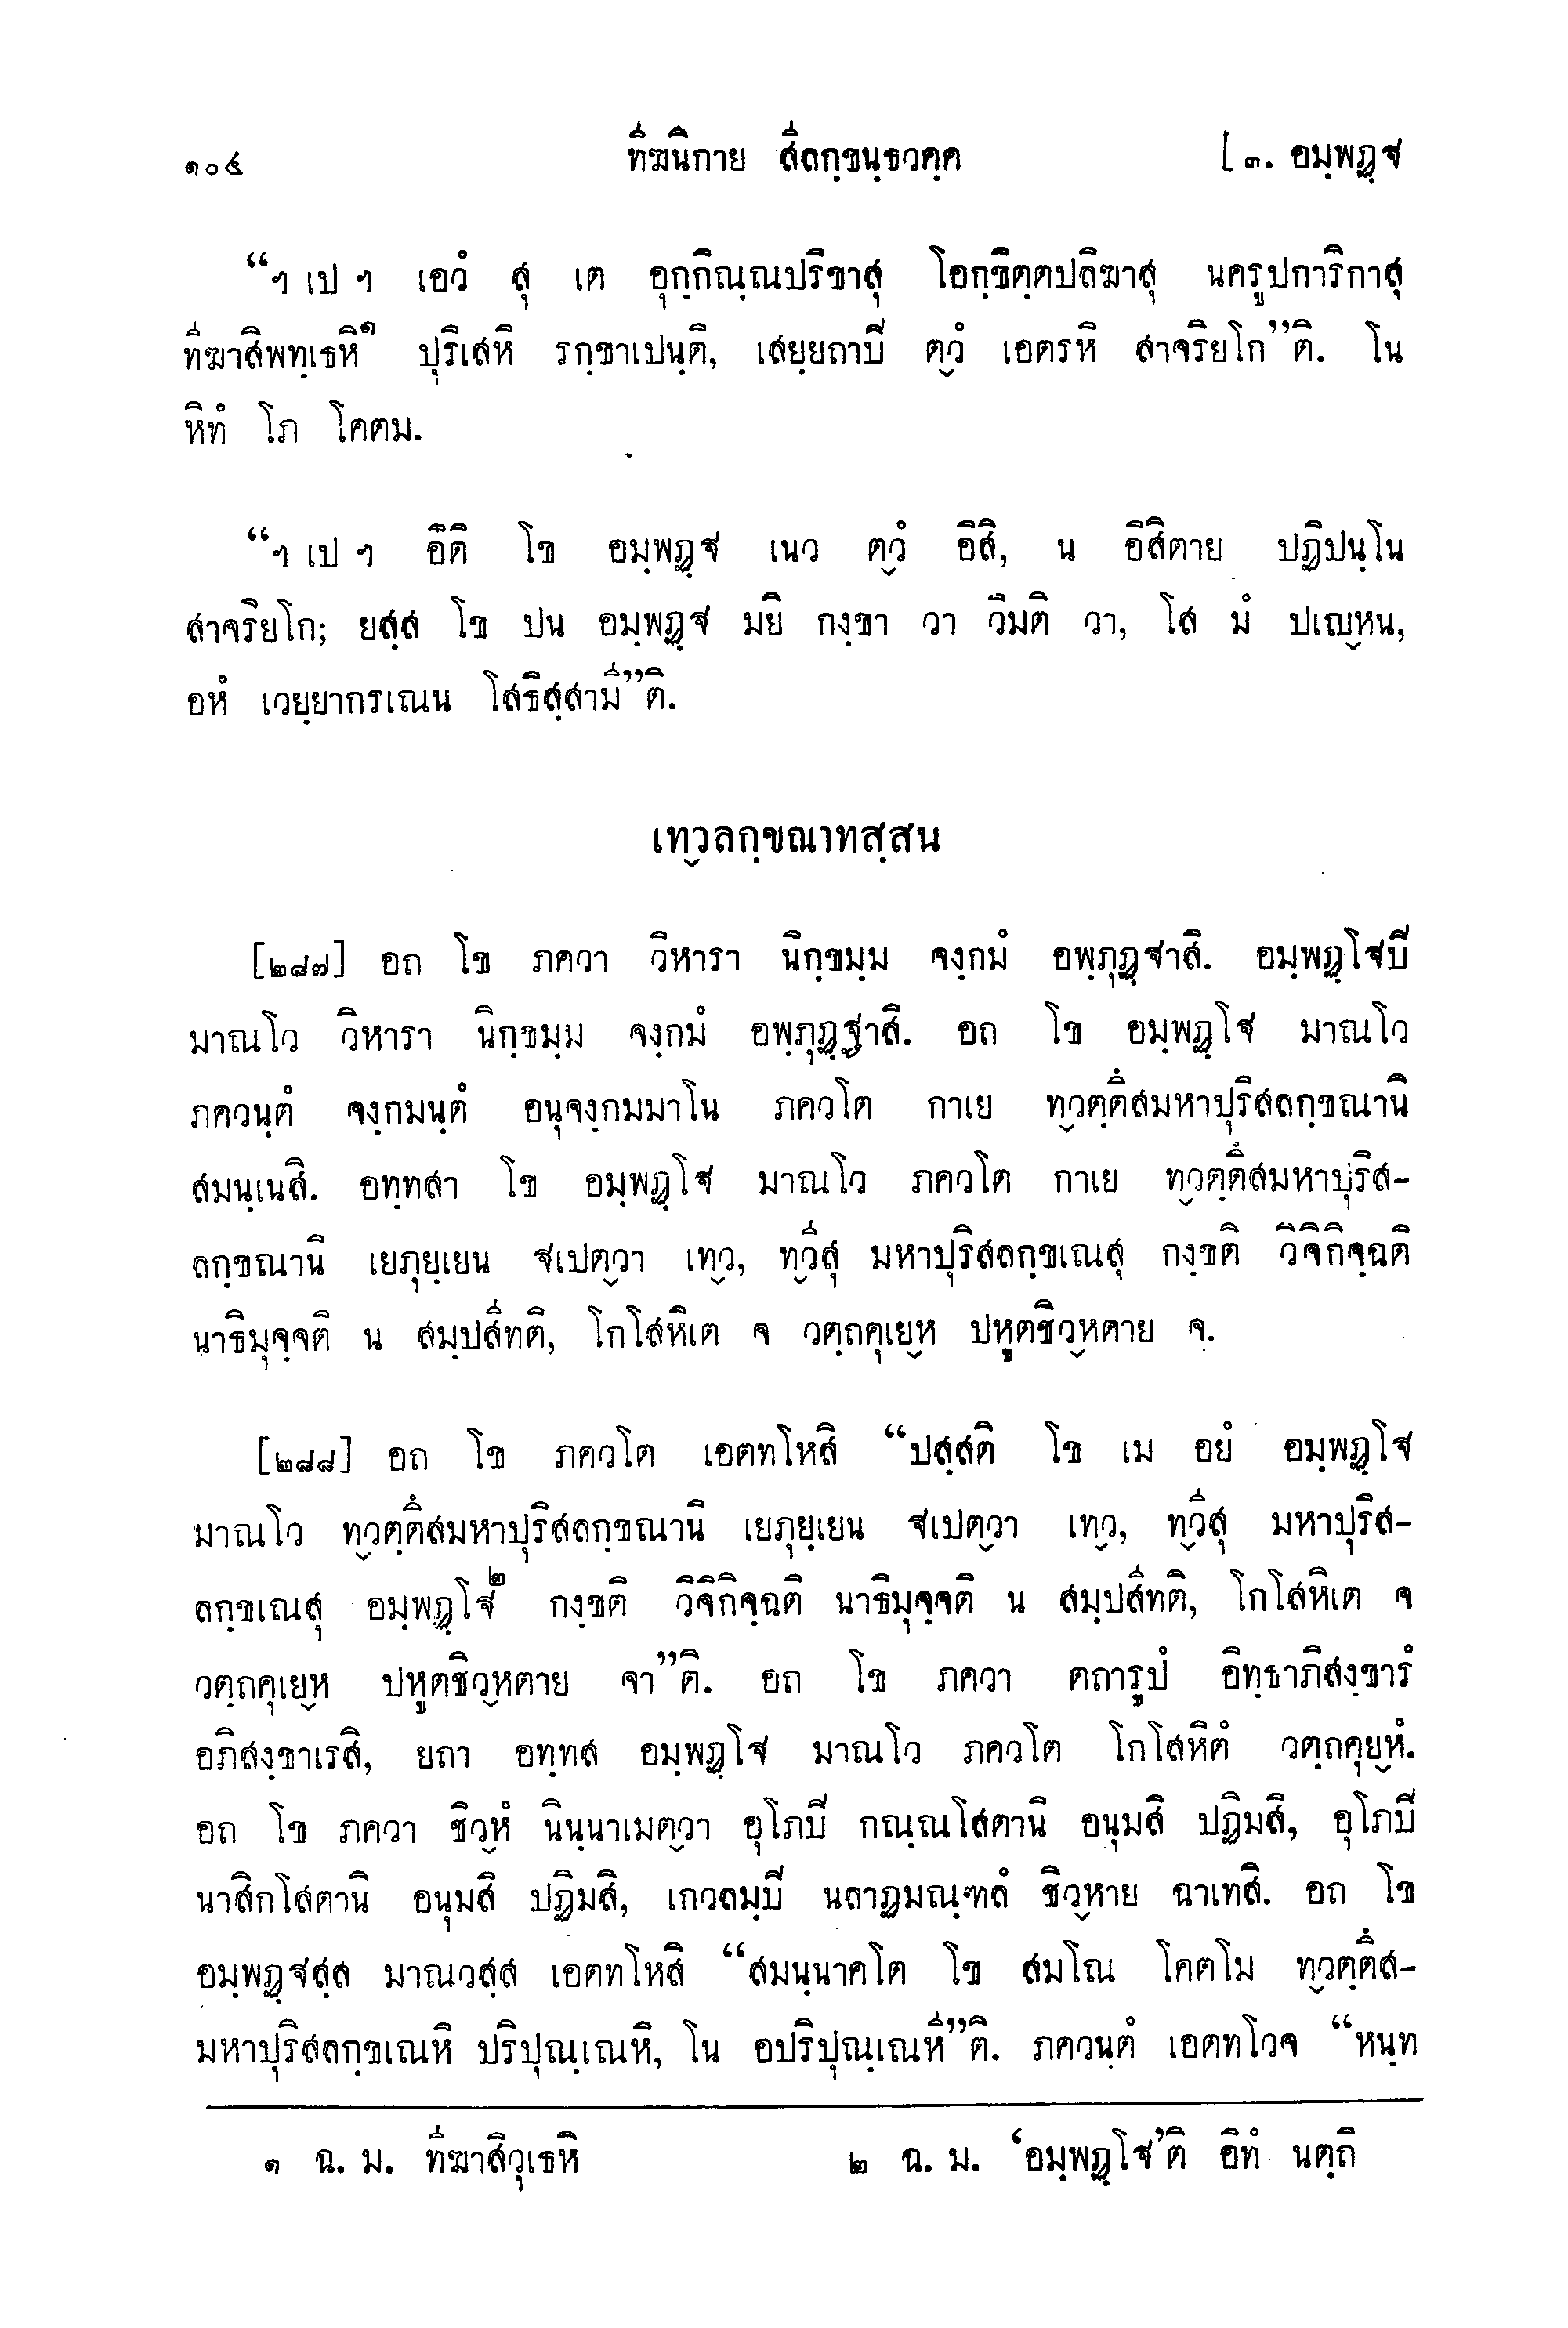 ๑๐๔ ทีฆนิกาย สีลกฺขนฺธวคฺค [ ๓. อมฺพฏฺฐ
“ฯ เป ฯ เอวํ สุ เต อุกฺกิณฺณปริขาสุ โอกฺขิตฺตปลิฆาสุ นครูปการิกาสุ
ทีฆาสิพทฺเธหิ๑ ปุริเสหิ รกฺขาเปนฺติ, เสยฺยถาปี ตฺวํ เอตรหิ สาจริยโก”ติ. โน
หิทํ โภ โคตม.
“ฯ เป ฯ อิติ โข อมฺพฏฺฐ เนว ตฺวํ อิสิ, น อิสิตาย ปฏิปนฺโน
สาจริยโก; ยสฺส โข ปน อมฺพฏฺฐ มยิ กงฺขา วา วิมติ วา, โส มํ ปเญฺหน,
อหํ เวยฺยากรเณน โสธิสฺสามี”ติ.
เทฺวลกฺขณาทสฺสน
[๒๘๗] อถ โข ภควา วิหารา นิกฺขมฺม จงฺกมํ อพฺภุฏฺฐาสิ. อมฺพฏฺโฐปี
มาณโว วิหารา นิกฺขมฺม จงฺกมํ อพฺภุฏฺฐาสิ. อถ โข อมฺพฏฺโฐ มาณโว
ภควนฺตํ จงฺกมนฺตํ อนุจงฺกมมาโน ภควโต กาเย ทฺวตฺตึสมหาปุริสลกฺขณานิ
สมนฺเนสิ. อทฺทสา โข อมฺพฏฺโฐ มาณโว ภควโต กาเย ทฺวตฺตึสมหาปุริส-
ลกฺขณานิ เยภุยฺเยน ฐเปตฺวา เทฺว, ทฺวีสุ มหาปุริสลกฺขเณสุ กงฺขติ วิจิกิจฺฉติ
นาธิมุจฺจติ น สมฺปสีทติ, โกโสหิเต จ วตฺถคุเยฺห ปหูตชิวฺหตาย จ.
[๒๘๘] อถ โข ภควโต เอตทโหสิ “ปสฺสติ โข เม อยํ อมฺพฏฺโฐ
มาณโว ทฺวตฺตึสมหาปุริสลกฺขณานิ เยภุยฺเยน ฐเปตฺวา เทฺว, ทฺวีสุ มหาปุริส-
ลกฺขเณสุ อมฺพฏฺโฐ๒ กงฺขติ วิจิกิจฺฉติ นาธิมุจฺจติ น สมฺปสีทติ, โกโสหิเต จ
วตฺถคุเยฺห ปหูตชิวฺหตาย จา”ติ. อถ โข ภควา ตถารูปํ อิทฺธาภิสงฺขารํ
อภิสงฺขาเรสิ, ยถา อทฺทส อมฺพฏฺโฐ มาณโว ภควโต โกโสหิตํ วตฺถคุยฺหํ.
อถ โข ภควา ชิวฺหํ นินฺนาเมตฺวา อุโภปี กณฺณโสตานิ อนุมสิ ปฏิมสิ, อุโภปี
นาสิกโสตานิ อนุมสิ ปฏิมสิ, เกวลมฺปี นลาฏมณฺฑลํ ชิวฺหาย ฉาเทสิ. อถ โข
อมฺพฏฺฐสฺส มาณวสฺส เอตทโหสิ “สมนฺนาคโต โข สมโณ โคตโม ทฺวตฺตึส-
มหาปุริสลกฺขเณหิ ปริปุณฺเณหิ, โน อปริปุณฺเณหี”ติ. ภควนฺตํ เอตทโวจ “หนฺท
๑ ฉ. ม. ทีฆาสิวุเธหิ ๒ ฉ. ม. ‘อมฺพฏฺโฐ’ติ อิทํ นตฺถิ